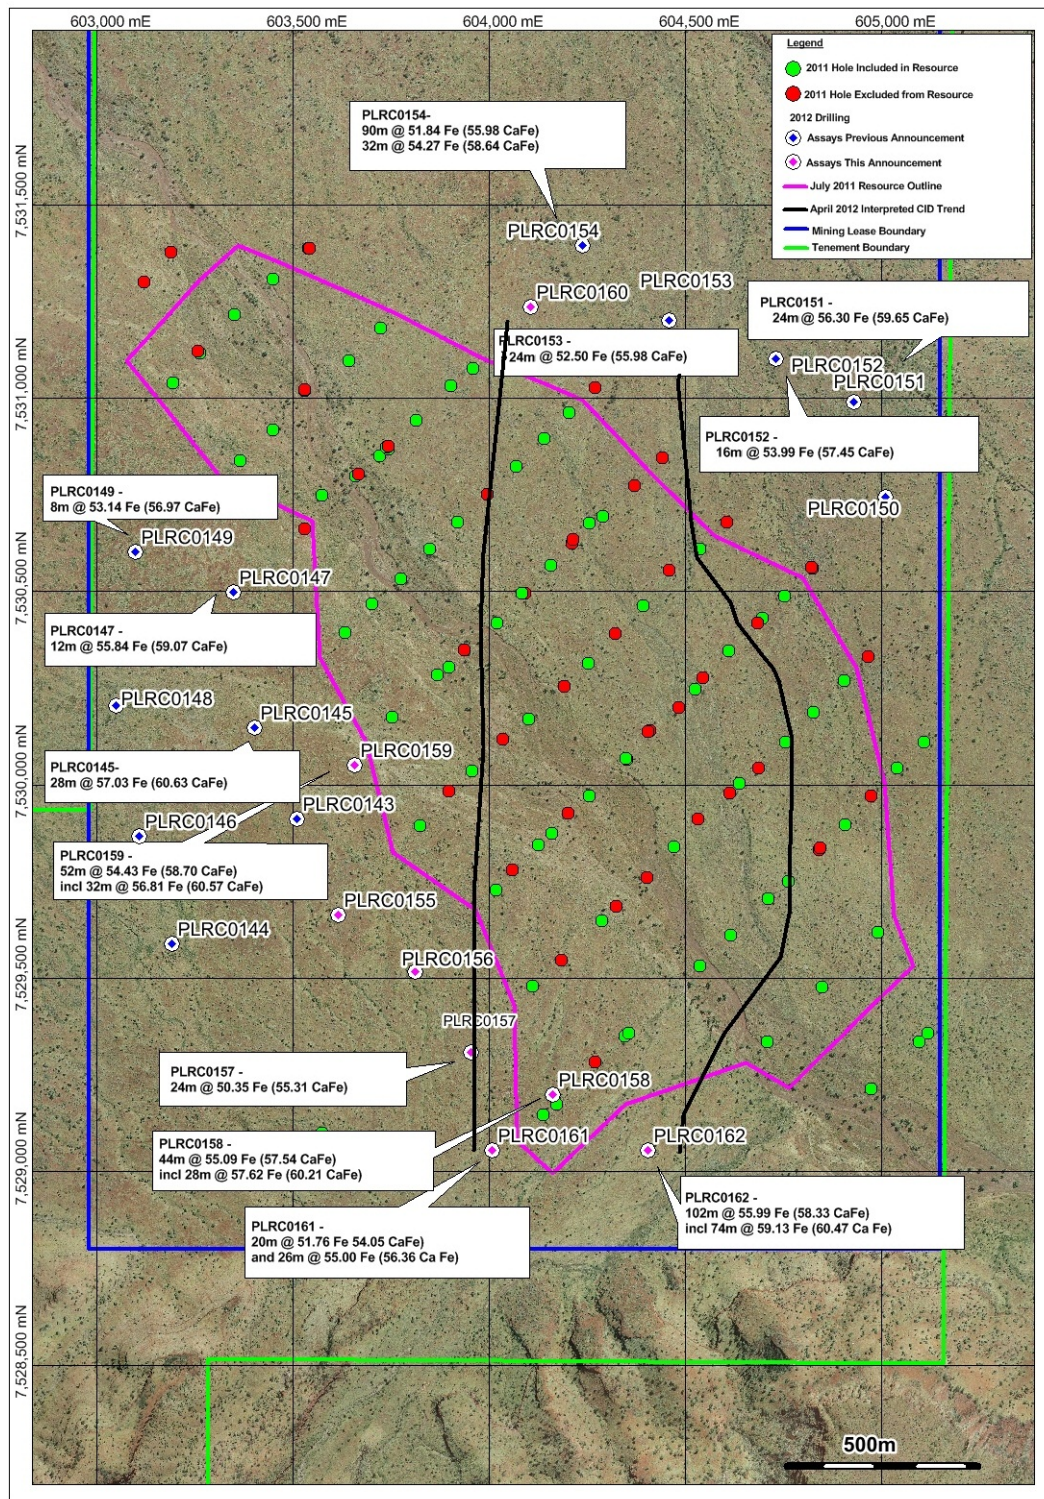 603,000 mE
603,500 mE
604,000 mE
604,500 mE
605,000 mE
Legend
2011 Hole Included in Resource
2011 Hole Excluded from Resource
2012 Drilling
Assays Previous Announcement
Assays This Announcement
July 2011 Resource Outline
April 2012 Interpreted CID Trend
Mining Lease Boundary
Tenement Boundary
PLRC0154-
90m @ 51.84 Fe (55.98 CaFe)
32m @ 54.27 Fe (58.64 CaFe)
7,531,500 mN
PLRC0154
PLRC0160
PLRC0153
PLRC0151 -
24m @ 56.30 Fe (59.65 CaFe)
PLRC0153 -
24m @ 52.50 Fe (55.98 CaFe)
PLRC0152
PLRC0151
7,531,000 mN
PLRC0152 -
16m @ 53.99 Fe (57.45 CaFe)
PLRC0149 -
8m @ 53.14 Fe (56.97 CaFe)
PLRC0150
PLRC0149
PLRC0147
7,530,500 mN
PLRC0147 -
12m @ 55.84 Fe (59.07 CaFe)
PLRC0148
PLRC0145
PLRC0159
PLRC0145-
28m @ 57.03 Fe (60.63 CaFe)
7,530,000 mN
PLRC0143
PLRC0146
PLRC0159 -
52m @ 54.43 Fe (58.70 CaFe)
incl 32m @ 56.81 Fe (60.57 CaFe)
PLRC0155
PLRC0144
PLRC0156
7,529,500 mN
PLRC0157
PLRC0157 -
24m @ 50.35 Fe (55.31 CaFe)
PLRC0158
PLRC0161
PLRC0162
PLRC0158 -
44m @ 55.09 Fe (57.54 CaFe)
incl 28m @ 57.62 Fe (60.21 CaFe)
7,529,000 mN
PLRC0162 -
102m @ 55.99 Fe (58.33 CaFe)
incl 74m @ 59.13 Fe (60.47 Ca Fe)
PLRC0161 -
20m @ 51.76 Fe 54.05 CaFe)
and 26m @ 55.00 Fe (56.36 Ca Fe)
7,528,500 mN
500m